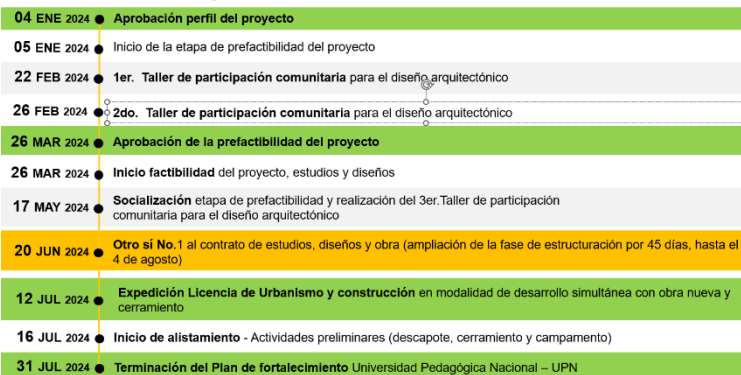 04 ENE 2024 Aprobación perfil del proyecto
05 ENE 2024 Inicio de la etapa de prefactibilidad del proyecto
22 FEB 2024 1er. Taller de participación comunitaria para el diseño arquitectónico
26 FEB 2024 2do. Taller de participación comunitaria para el diseño arquitectónico
26 MAR 2024 Aprobación de la prefactibilidad del proyecto
26 MAR 2024 Inicio factibilidad del proyecto, estudios y diseños
17 MAY 2024 Socialización etapa de prefactibilidad y realización del 3er.Taller de participación
comunitaria para el diseño arquitectónico
20 JUN 2024 Otro sí No.1 al contrato de estudios, diseños y obra (ampliación de la fase de estructuración por 45 días, hasta el
4 de agosto)
12 JUL 2024 Expedición Licencia de Urbanismo y construcción en modalidad de desarrollo simultánea con obra nueva y
cerramiento
16 JUL 2024 Inicio de alistamiento - Actividades preliminares (descapote, cerramiento y campamento)
31 JUL 2024 Terminación del Plan de fortalecimiento Universidad Pedagógica Nacional – UPN